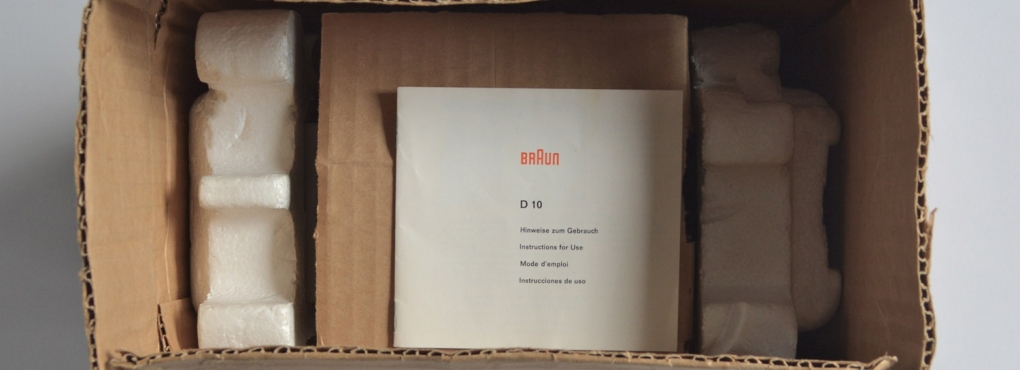 BRAUN
D 10
Hinweise zum Gebrauch
Instructions for Use
Mode d'emploi
Instrucciones de uso